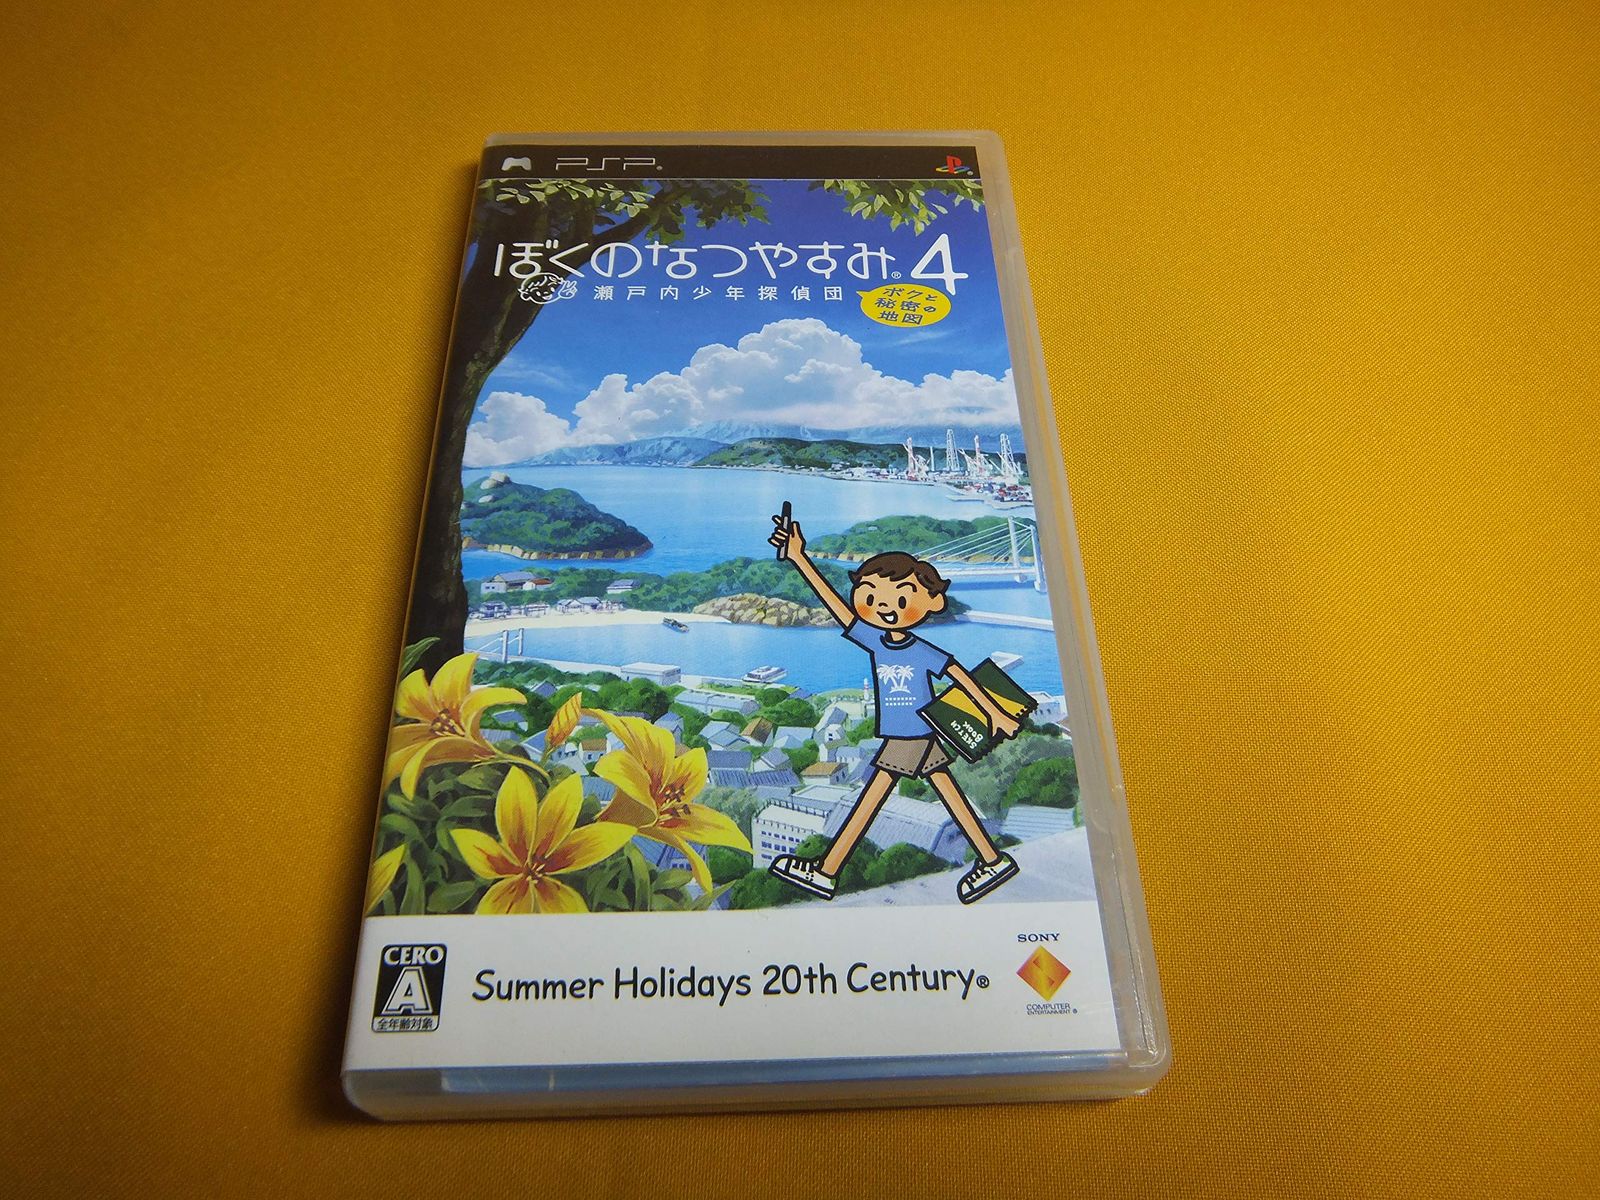 PSP®
ぼくのなつやすみ®4
瀬戸内少年探偵団
ボクと
秘密の
地図
SKETCH
BOOK
CERO
A
全年齢対象
Summer Holidays 20th Century®
SONY
COMPUTER
ENTERTAINMENT®